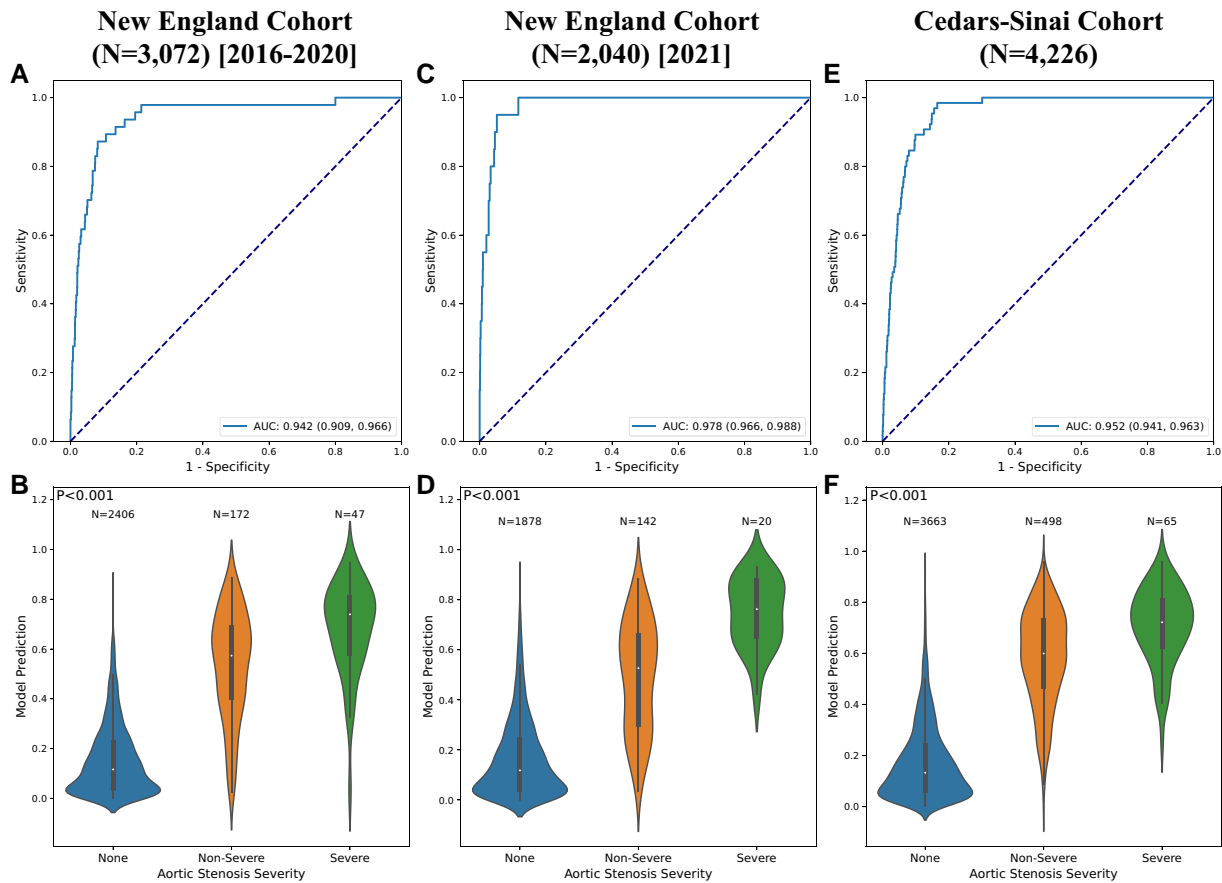 New England Cohort
(N=3,072) [2016-2020]
New England Cohort
(N=2,040) [2021]
Cedars-Sinai Cohort
(N=4,226)
A
1.0
0.8
0.6
0.4
0.2
0.0
Sensitivity
AUC: 0.942 (0.909, 0.966)
0.0 0.2 0.4 0.6 0.8 1.0
1 - Specificity
C
1.0
0.8
0.6
0.4
0.2
0.0
Sensitivity
AUC: 0.978 (0.966, 0.988)
0.0 0.2 0.4 0.6 0.8 1.0
1 - Specificity
E
1.0
0.8
0.6
0.4
0.2
0.0
Sensitivity
AUC: 0.952 (0.941, 0.963)
0.0 0.2 0.4 0.6 0.8 1.0
1 - Specificity
B
P<0.001
N=2406 N=172 N=47
1.2
1.0
0.8
0.6
0.4
0.2
0.0
Model Prediction
None Non-Severe Severe
Aortic Stenosis Severity
D
P<0.001
N=1878 N=142 N=20
1.2
1.0
0.8
0.6
0.4
0.2
0.0
Model Prediction
None Non-Severe Severe
Aortic Stenosis Severity
F
P<0.001
N=3663 N=498 N=65
1.2
1.0
0.8
0.6
0.4
0.2
0.0
Model Prediction
None Non-Severe Severe
Aortic Stenosis Severity